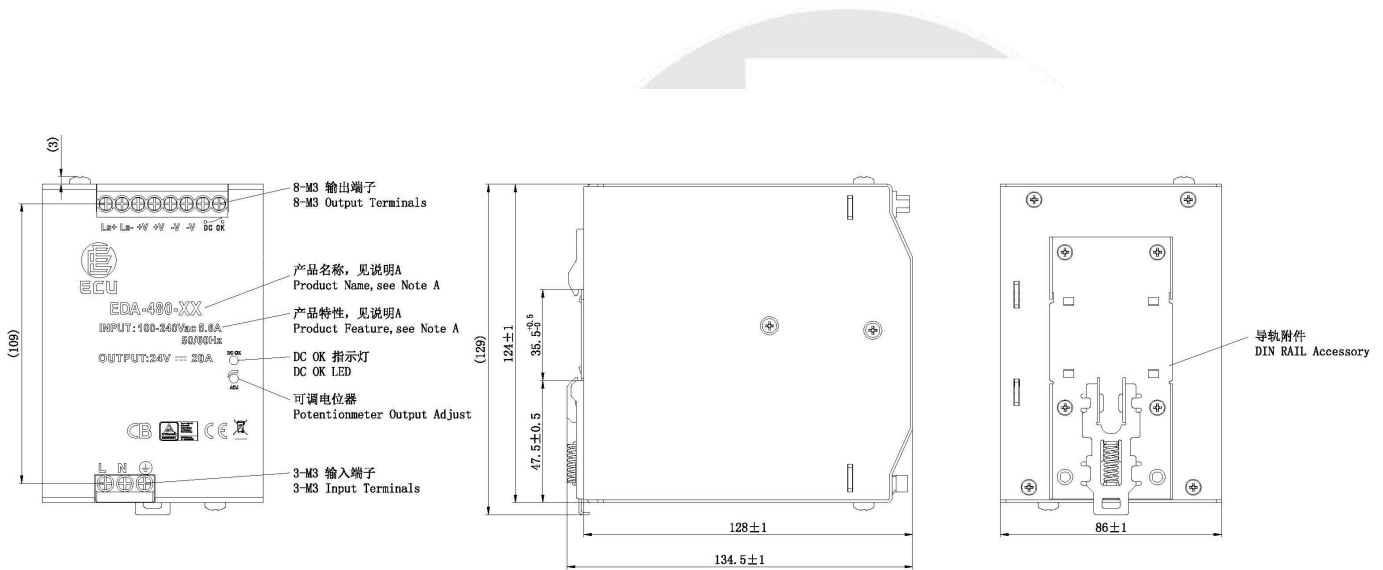 (3)
8-M3 输出端子
8-M3 Output Terminals
Ls+ Ls- +V +V -V -V DC OK
ECU
产品名称，见说明A
Product Name,see Note A
EDA-480-XX
产品特性，见说明A
Product Feature,see Note A
INPUT:100-240Vac 5.6A
50/60Hz
OUTPUT:24V ⎓ 20A
DC OK
DC OK 指示灯
DC OK LED
ADJ
可调电位器
Potentionmeter Output Adjust
CB
CE
L N ⏚
3-M3 输入端子
3-M3 Input Terminals
(109)
(129)
124±1
35.5-0.5-0
47.5±0.5
128±1
134.5±1
导轨附件
DIN RAIL Accessory
86±1